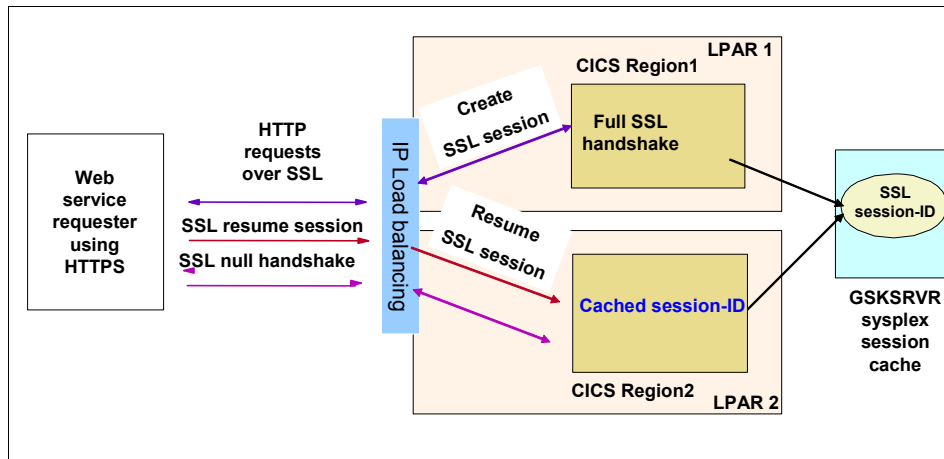 Web
service
requester
using
HTTPS
HTTP
requests
over SSL
SSL resume session
SSL null handshake
IP Load balancing
LPAR 1
CICS Region1
Create
SSL session
Full SSL
handshake
Resume
SSL session
Cached session-ID
CICS Region2
LPAR 2
SSL
session-ID
GSKSRVR
sysplex
session
cache